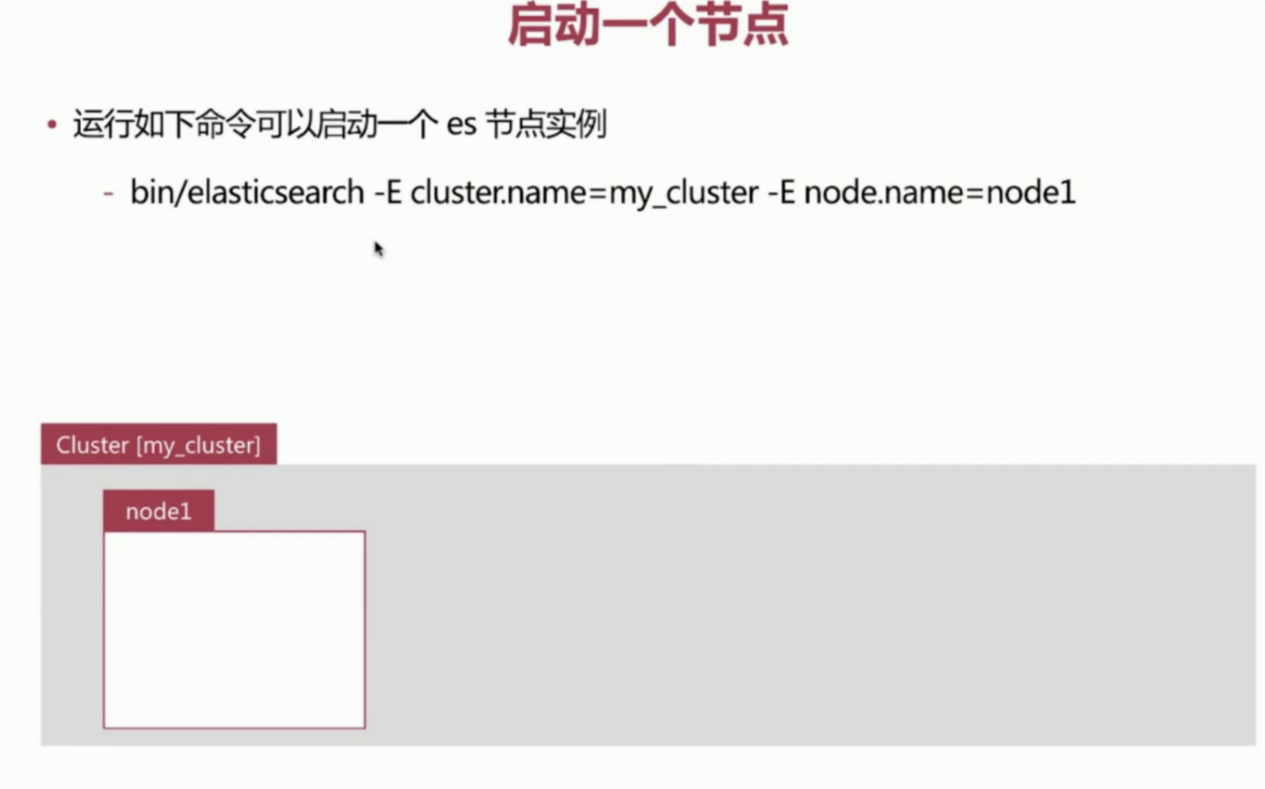 启动一个节点
• 运行如下命令可以启动一个 es 节点实例
- bin/elasticsearch -E cluster.name=my_cluster -E node.name=node1
Cluster [my_cluster]
node1